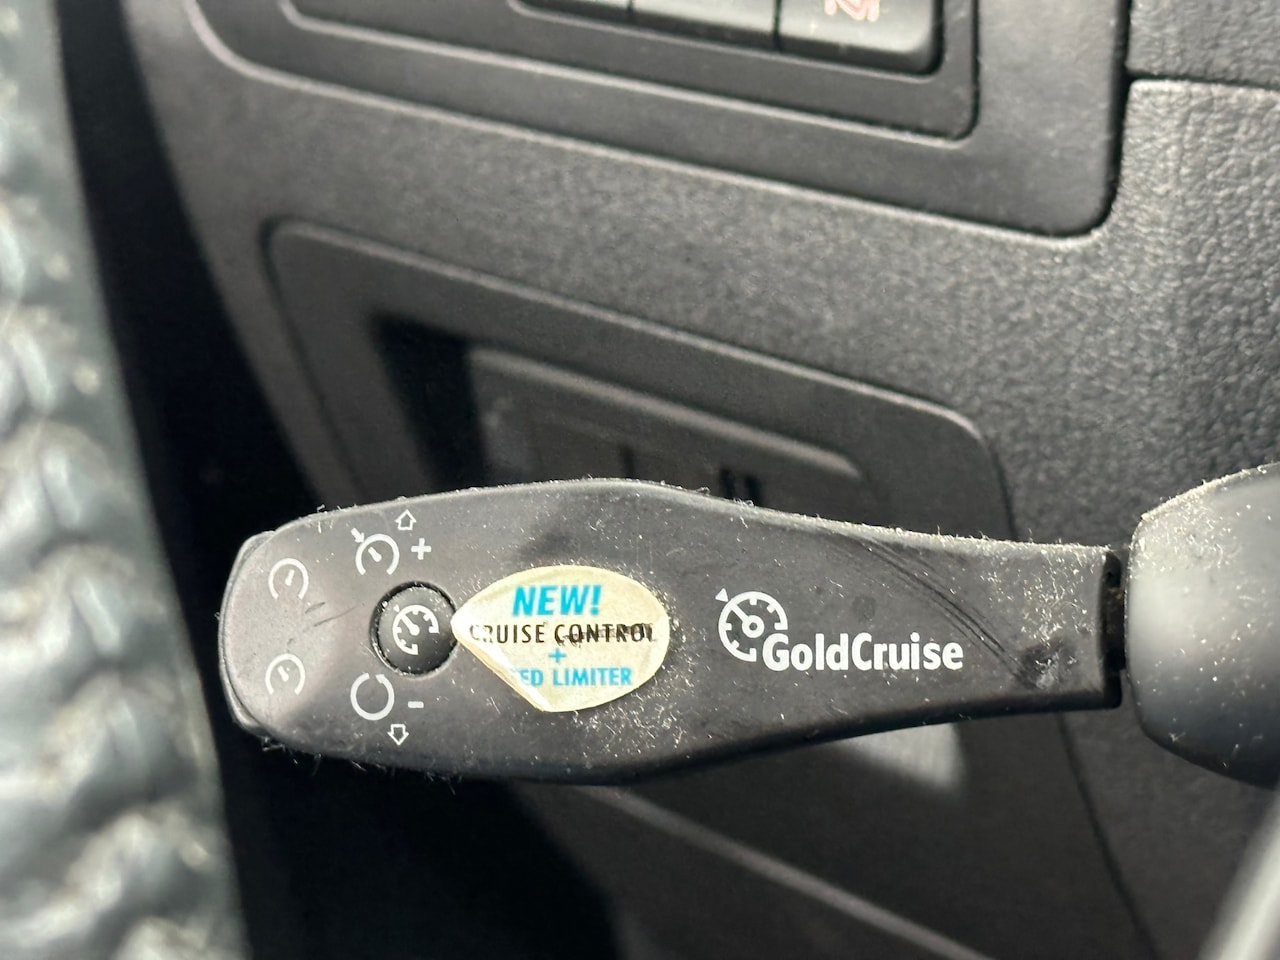 NEW!
CRUISE CONTROL
+
ED LIMITER
GoldCruise
+
-